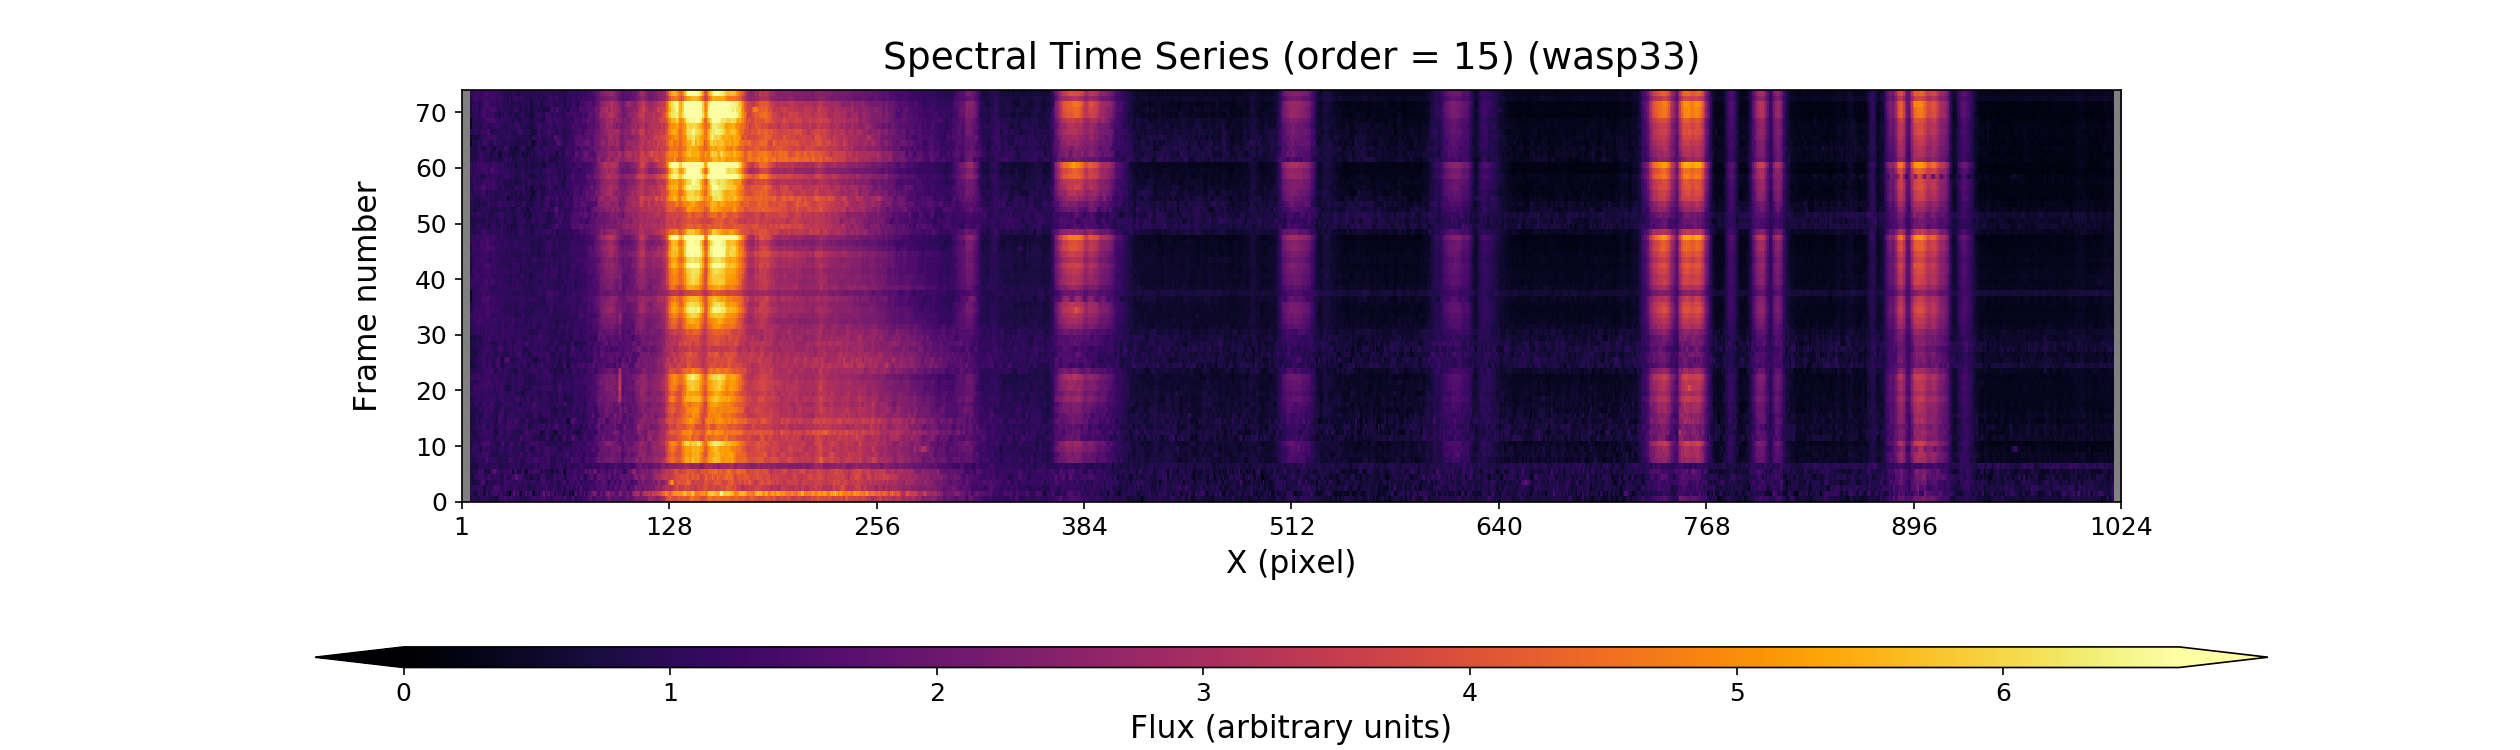 Spectral Time Series (order = 15) (wasp33)
Frame number
70
60
50
40
30
20
10
0
1 128 256 384 512 640 768 896 1024
X (pixel)
0 1 2 3 4 5 6
Flux (arbitrary units)